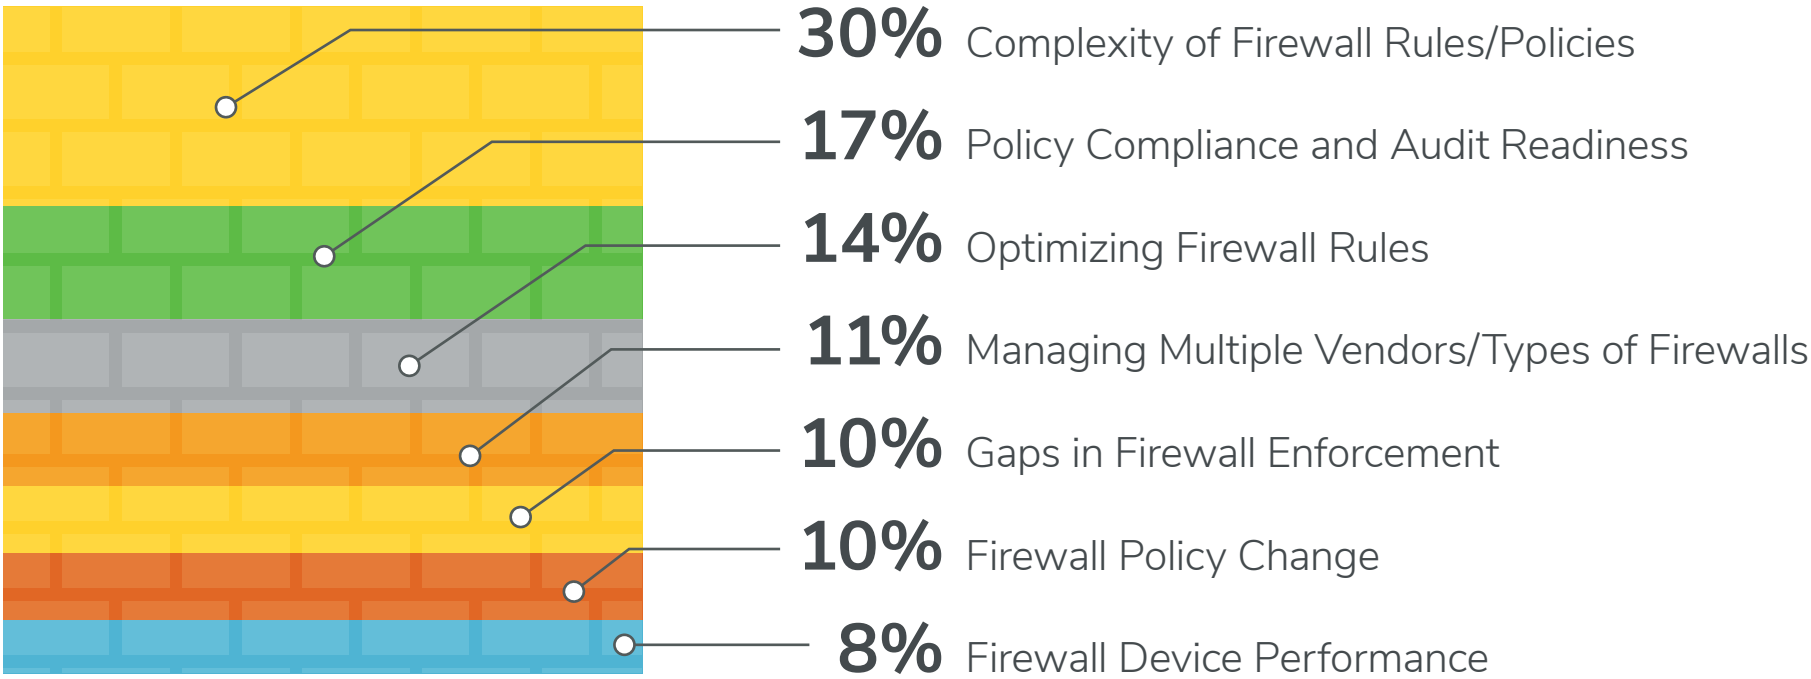 30% Complexity of Firewall Rules/Policies
17% Policy Compliance and Audit Readiness
14% Optimizing Firewall Rules
11% Managing Multiple Vendors/Types of Firewalls
10% Gaps in Firewall Enforcement
10% Firewall Policy Change
8% Firewall Device Performance